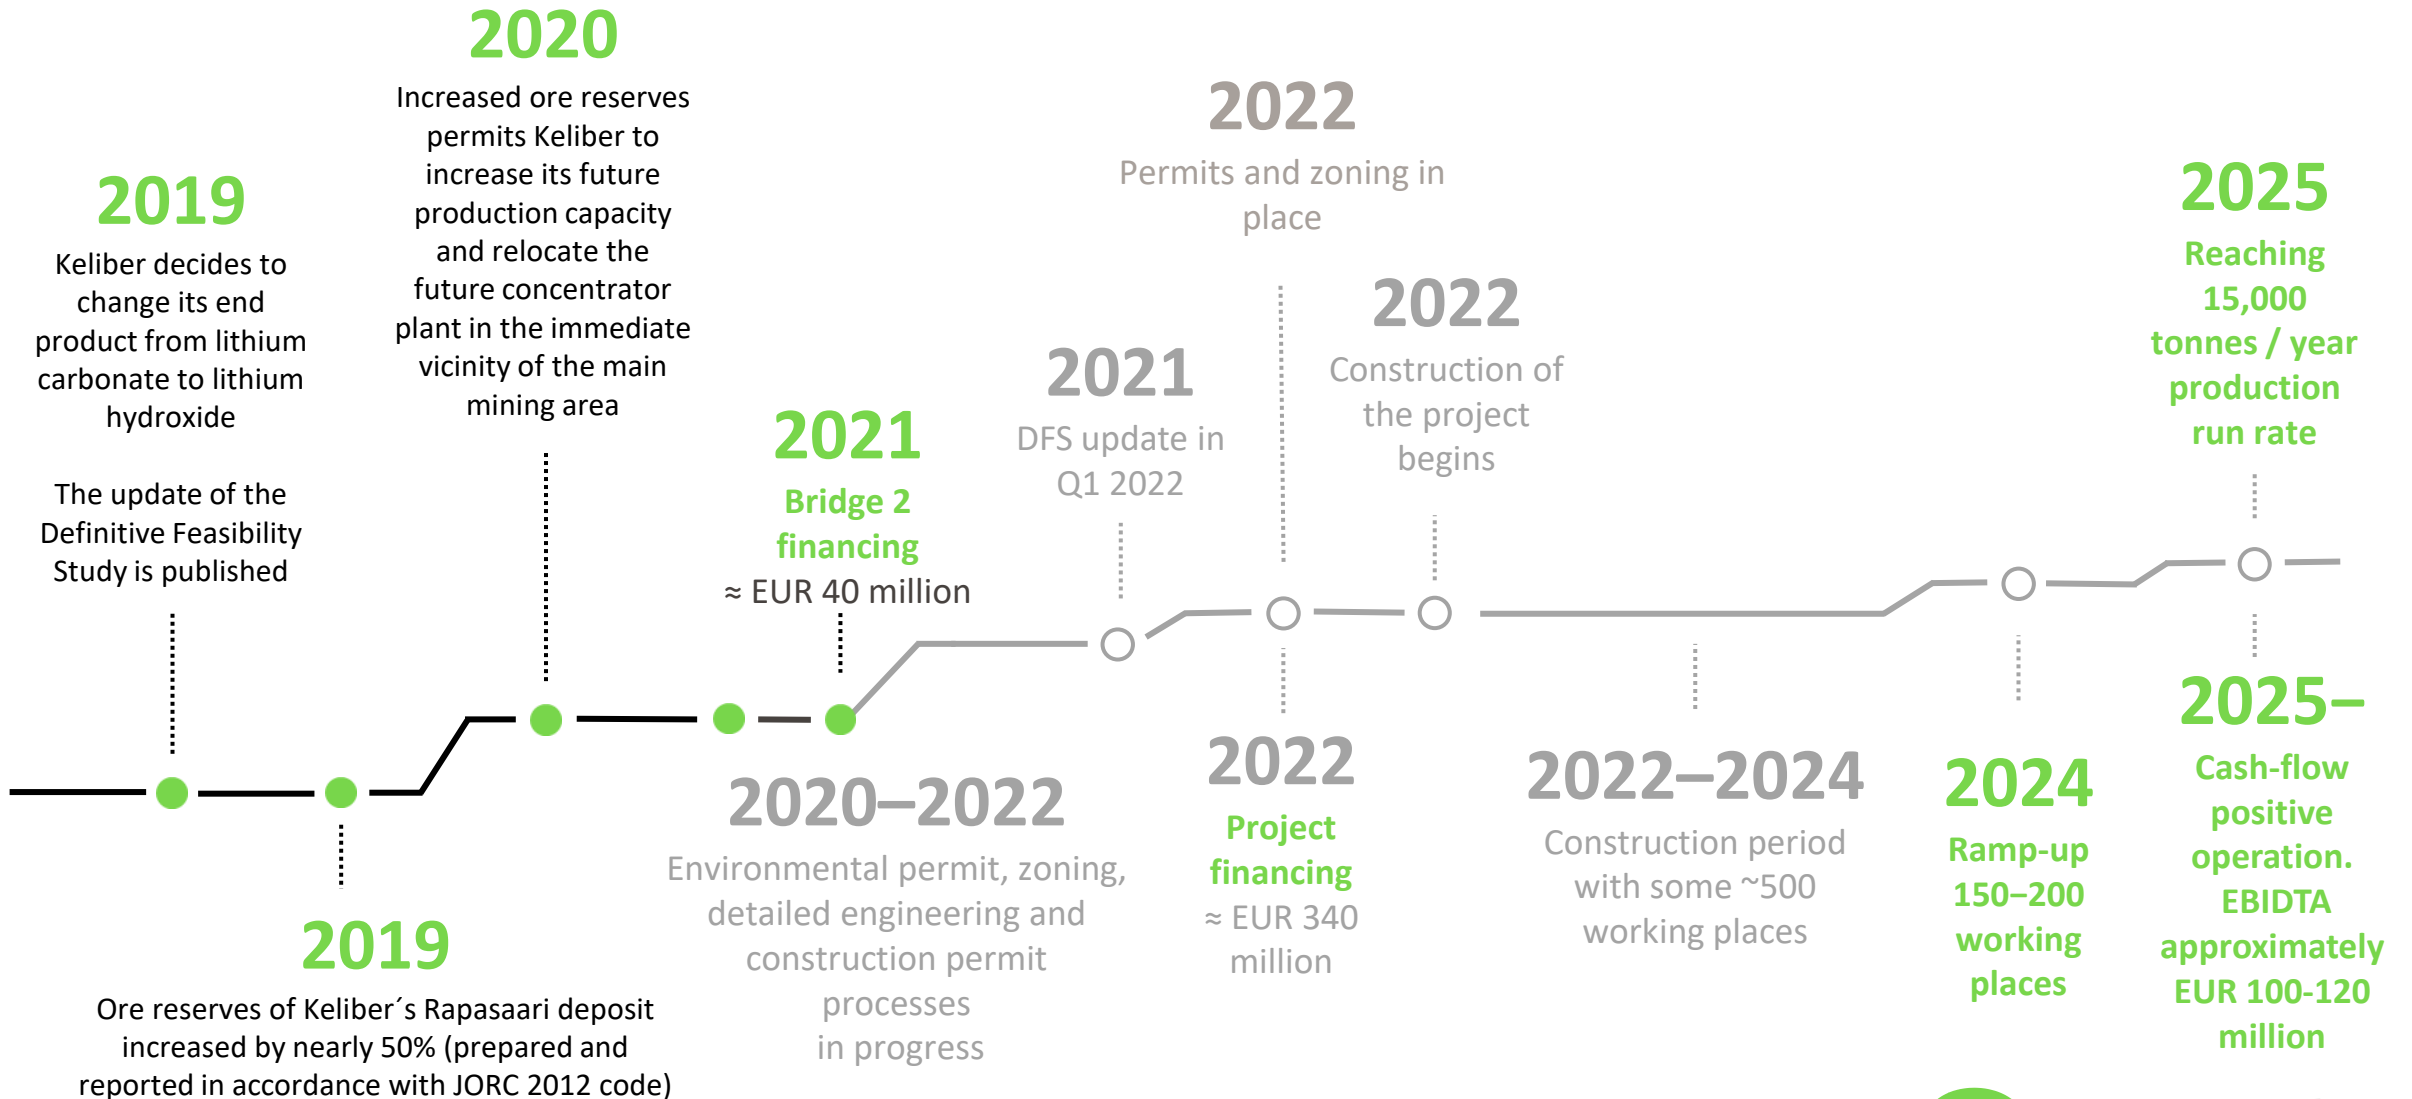 2019
Keliber decides to
change its end
product from lithium
carbonate to lithium
hydroxide
The update of the
Definitive Feasibility
Study is published
2019
Ore reserves of Keliber´s Rapasaari deposit
increased by nearly 50% (prepared and
reported in accordance with JORC 2012 code)
2020
Increased ore reserves
permits Keliber to
increase its future
production capacity
and relocate the
future concentrator
plant in the immediate
vicinity of the main
mining area
2021
Bridge 2
financing
≈ EUR 40 million
2020–2022
Environmental permit, zoning,
detailed engineering and
construction permit
processes
in progress
2021
DFS update in
Q1 2022
2022
Permits and zoning in
place
2022
Project
financing
≈ EUR 340
million
2022
Construction of
the project
begins
2022–2024
Construction period
with some ~500
working places
2024
Ramp-up
150–200
working
places
2025
Reaching
15,000
tonnes / year
production
run rate
2025–
Cash-flow
positive
operation.
EBIDTA
approximately
EUR 100-120
million